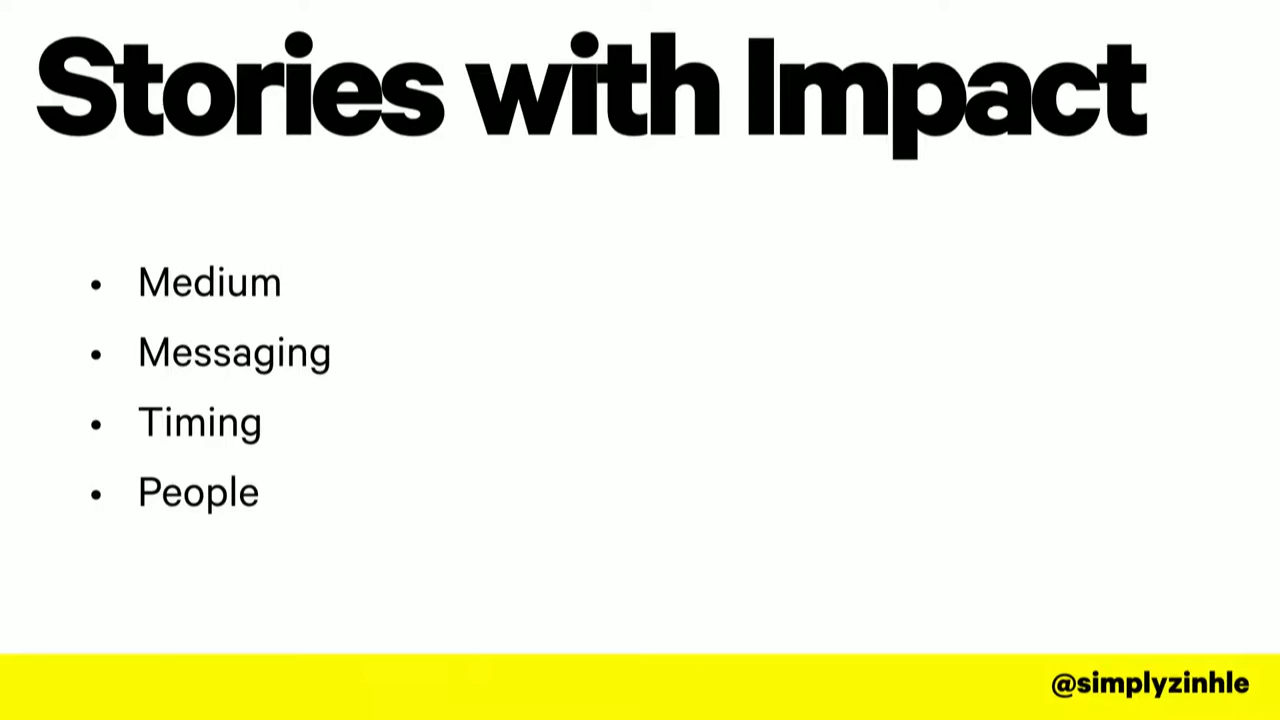 Stories with Impact
• Medium
• Messaging
• Timing
• People
@simplyzinhle